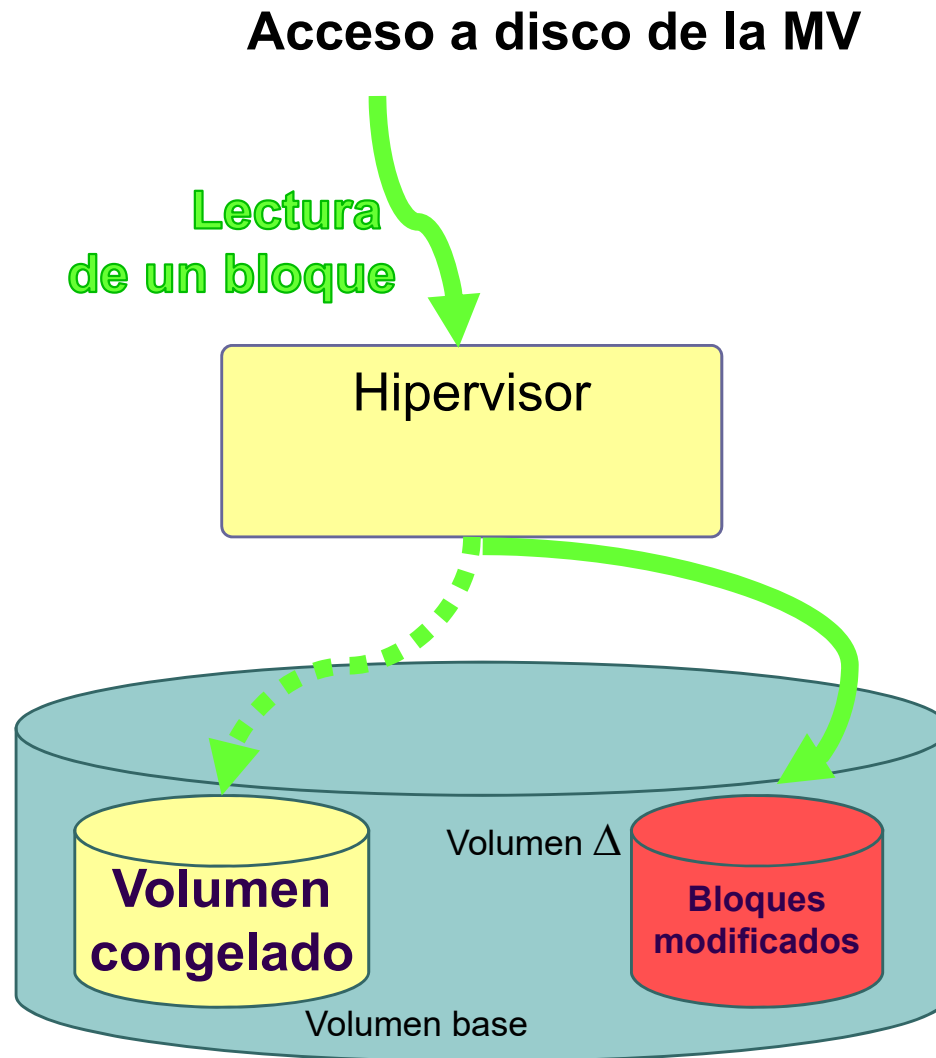 Acceso a disco de la MV
Lectura
de un bloque
Hipervisor
Volumen Δ
Volumen
congelado
Bloques
modificados
Volumen base